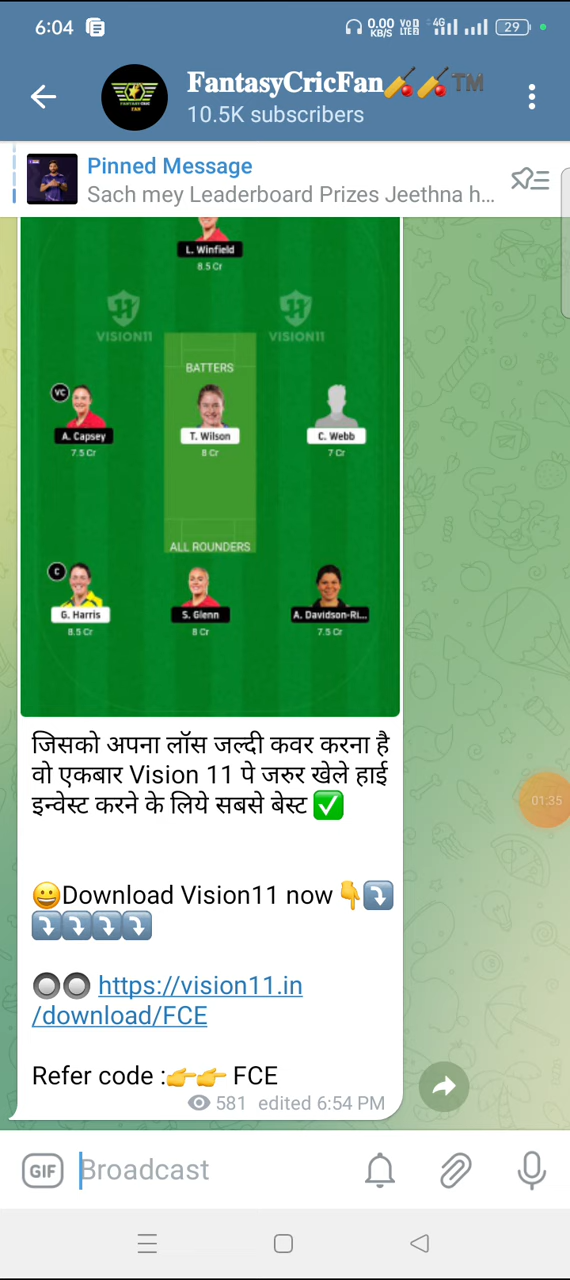 6:04
0.00 KB/S
VoD LTE
4G
29
FantasyCricFan🏏🏏TM
10.5K subscribers
Pinned Message
Sach mey Leaderboard Prizes Jeethna h...
L. Winfield
8.5 Cr
VISION11 VISION11
BATTERS
VC
A. Capsey T. Wilson C. Webb
7.5 Cr 8 Cr 7 Cr
ALL ROUNDERS
C
G. Harris S. Glenn A. Davidson-Ri...
8.5 Cr 8 Cr 7.5 Cr
जिसको अपना लॉस जल्दी कवर करना है
वो एकबार Vision 11 पे जरुर खेले हाई
इन्वेस्ट करने के लिये सबसे बेस्ट ✅
01:35
😀Download Vision11 now 👇⤵️
⤵️⤵️⤵️⤵️
🔘🔘 https://vision11.in
/download/FCE
Refer code :👉👉 FCE
581 edited 6:54 PM
GIF Broadcast